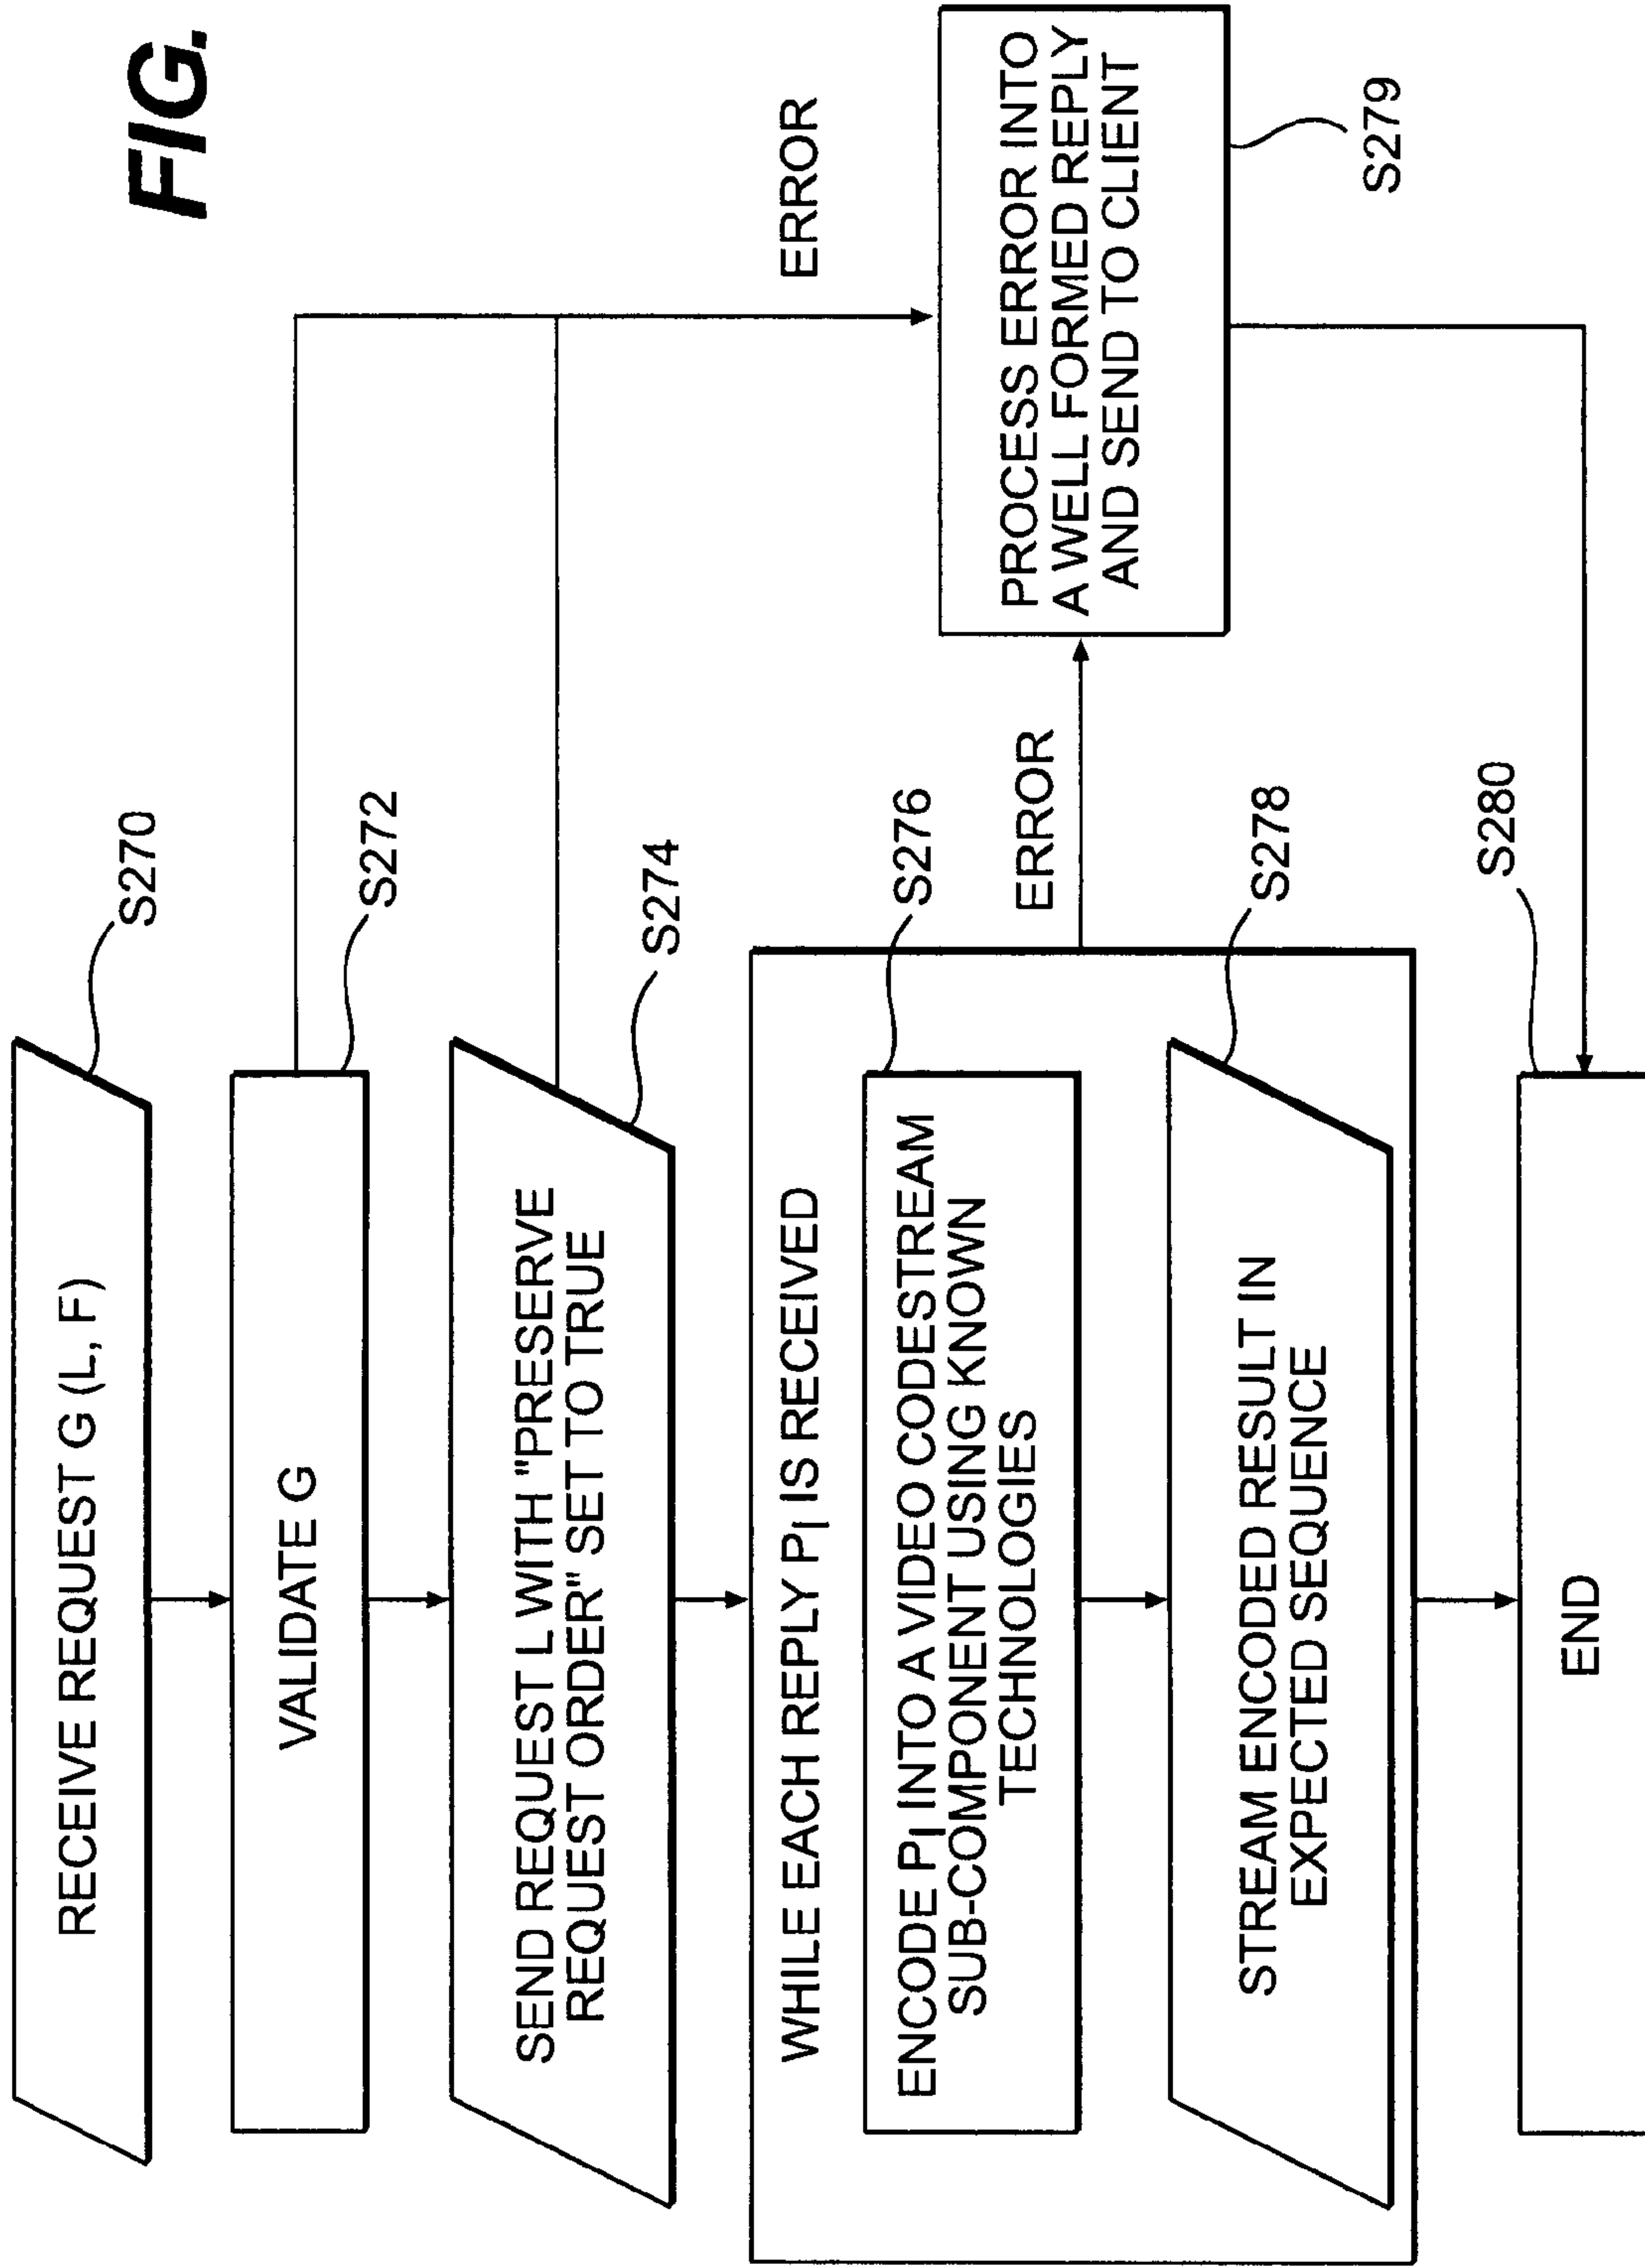 FIG.
RECEIVE REQUEST G (L, F)
S270
VALIDATE G
S272
SEND REQUEST L WITH "PRESERVE
REQUEST ORDER" SET TO TRUE
S274
ERROR
WHILE EACH REPLY PI IS RECEIVED
ENCODE PI INTO A VIDEO CODESTREAM
SUB-COMPONENT USING KNOWN
TECHNOLOGIES
S276
ERROR
PROCESS ERROR INTO
A WELL FORMED REPLY
AND SEND TO CLIENT
S279
STREAM ENCODED RESULT IN
EXPECTED SEQUENCE
S278
END
S280